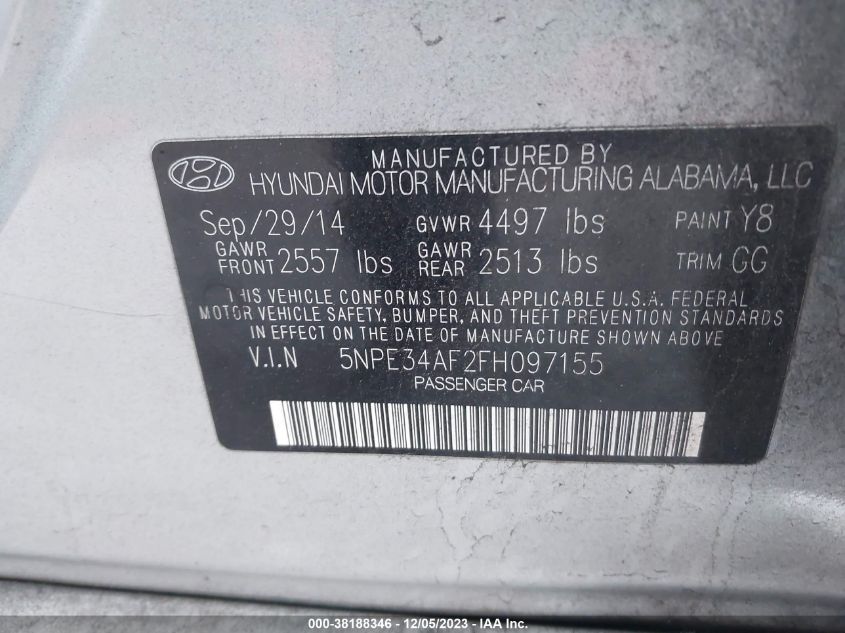 MANUFACTURED BY
HYUNDAI MOTOR MANUFACTURING ALABAMA, LLC
Sep/29/14 GVWR 4497 lbs PAINT Y8
GAWR FRONT 2557 lbs GAWR REAR 2513 lbs TRIM GG
THIS VEHICLE CONFORMS TO ALL APPLICABLE U.S.A. FEDERAL
MOTOR VEHICLE SAFETY, BUMPER, AND THEFT PREVENTION STANDARDS
IN EFFECT ON THE DATE OF MANUFACTURE SHOWN ABOVE
V.I.N 5NPE34AF2FH097155
PASSENGER CAR
000-38188346 - 12/05/2023 - © IAA, Inc.